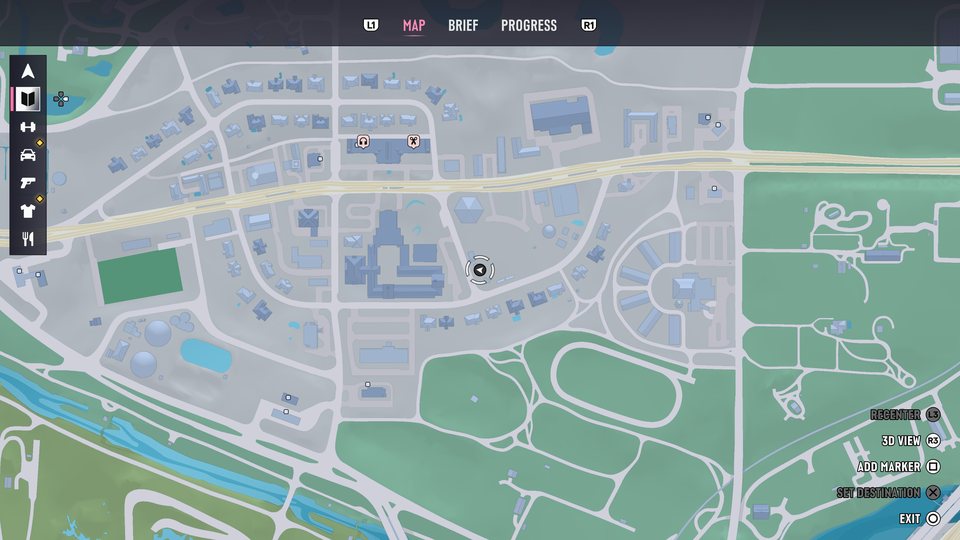 L1 MAP BRIEF PROGRESS R1
RECENTER L3
3D VIEW R3
ADD MARKER
SET DESTINATION
EXIT